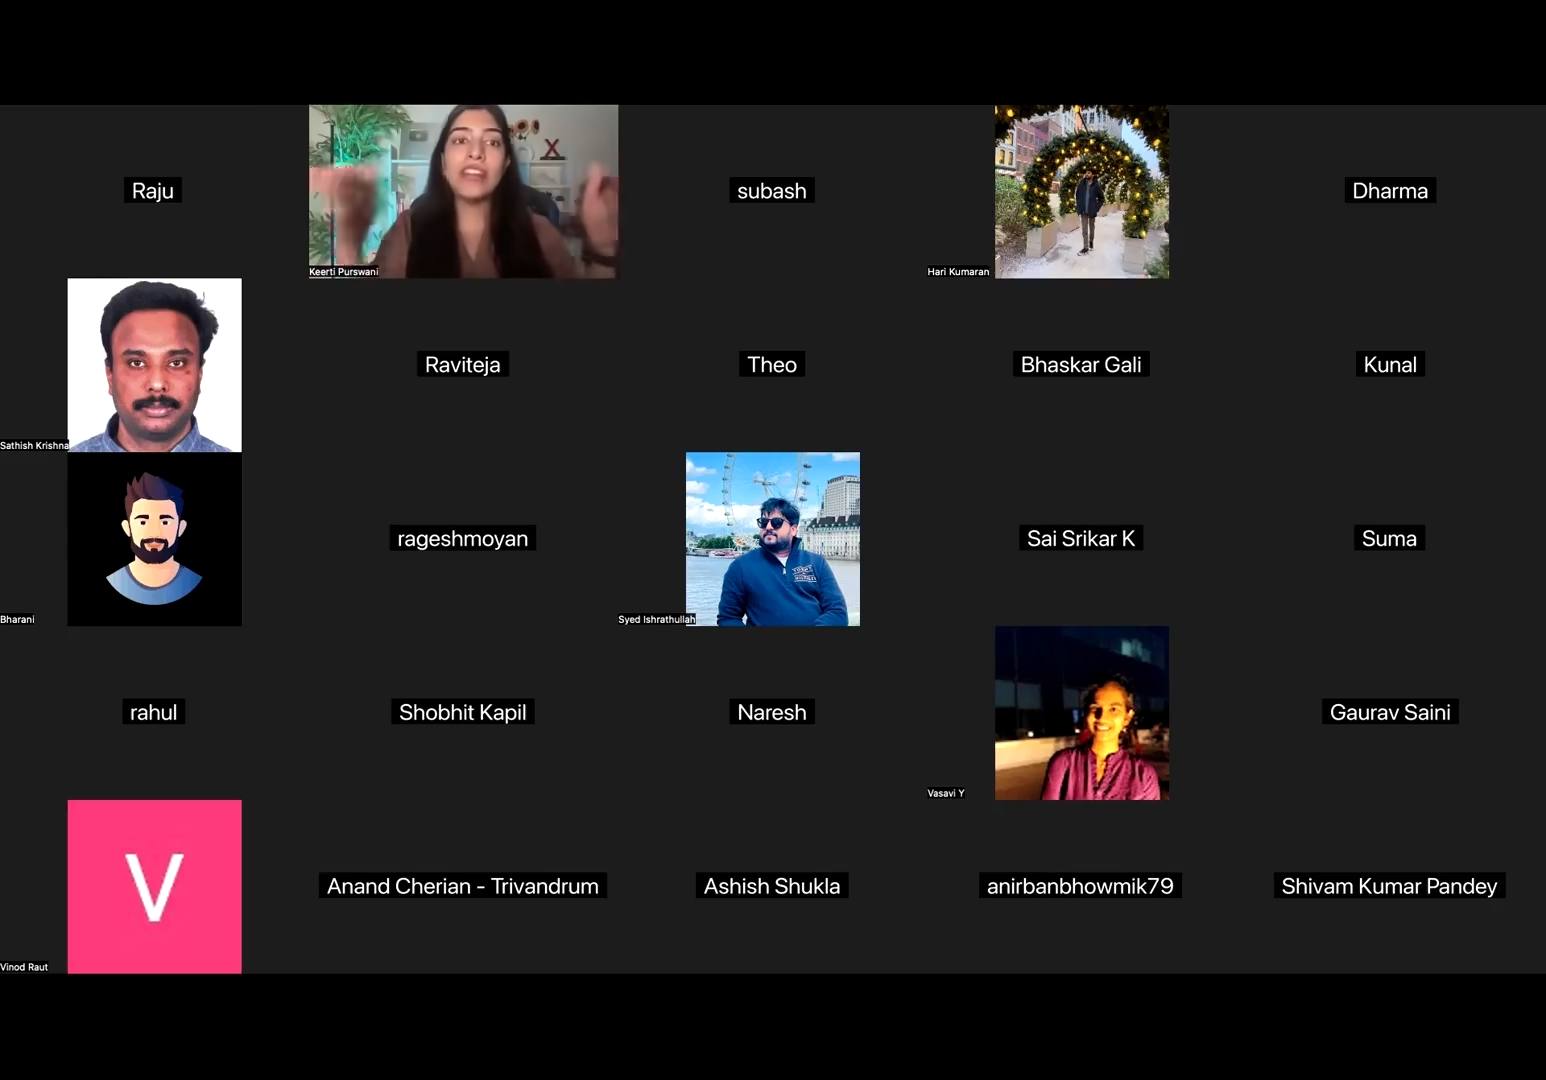 Raju
Keerti Purswani
subash
Hari Kumaran
Dharma
Sathish Krishna
Raviteja
Theo
Bhaskar Gali
Kunal
Bharani
rageshmoyan
Syed Ishrathullah
Sai Srikar K
Suma
rahul
Shobhit Kapil
Naresh
Vasavi Y
Gaurav Saini
V
Vinod Raut
Anand Cherian - Trivandrum
Ashish Shukla
anirbanbhowmik79
Shivam Kumar Pandey